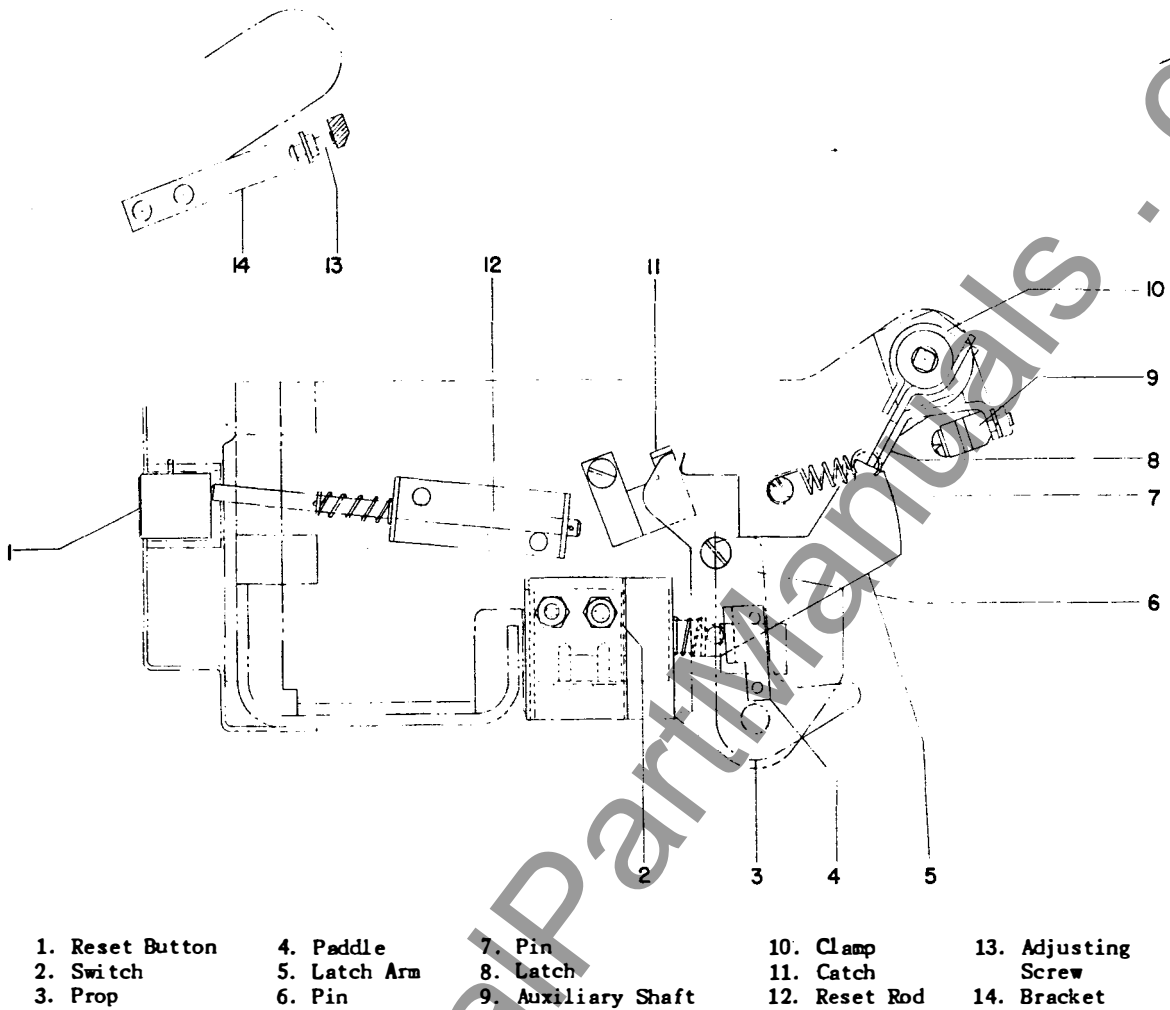 14
13
12
11
10
9
8
7
1
6
2
3
4
5
1. Reset Button
2. Switch
3. Prop
4. Paddle
5. Latch Arm
6. Pin
7. Pin
8. Latch
9. Auxiliary Shaft
10. Clamp
11. Catch
12. Reset Rod
13. Adjusting
Screw
14. Bracket
alPartManuals . c